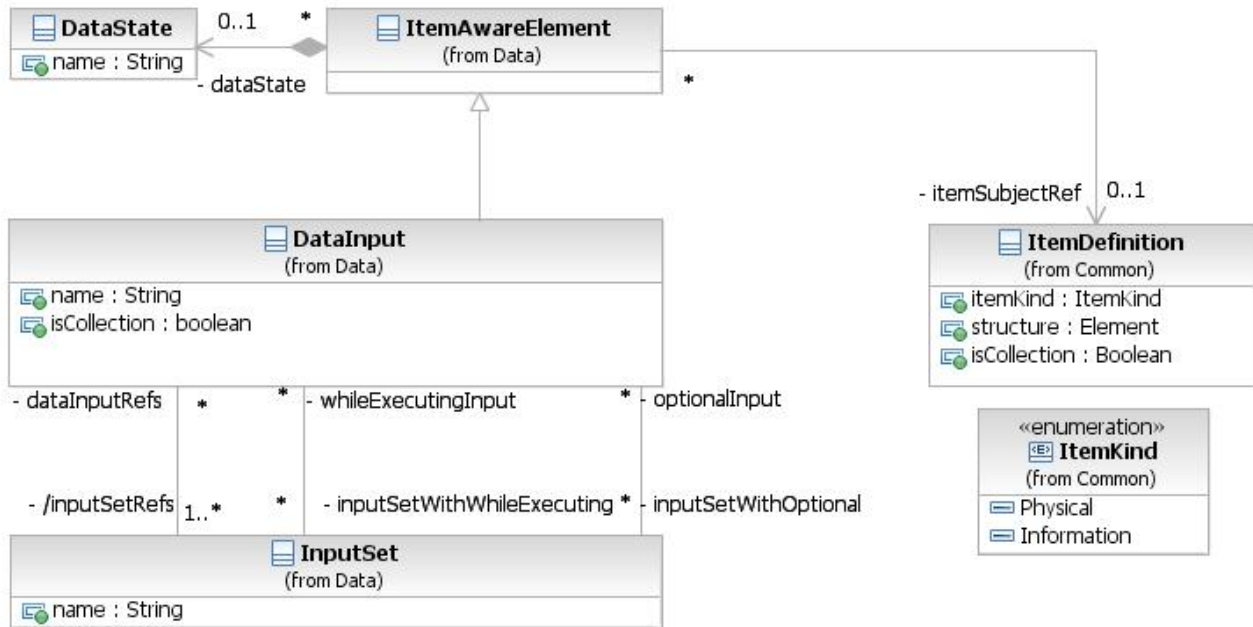 DataState
name : String
0..1
*
- dataState
ItemAwareElement
(from Data)
*
- itemSubjectRef
0..1
DataInput
(from Data)
name : String
isCollection : boolean
ItemDefinition
(from Common)
itemKind : ItemKind
structure : Element
isCollection : Boolean
- dataInputRefs
*
*
- whileExecutingInput
*
- optionalInput
- /inputSetRefs
1..*
*
- inputSetWithWhileExecuting
*
- inputSetWithOptional
«enumeration»
<E> ItemKind
(from Common)
Physical
Information
InputSet
(from Data)
name : String